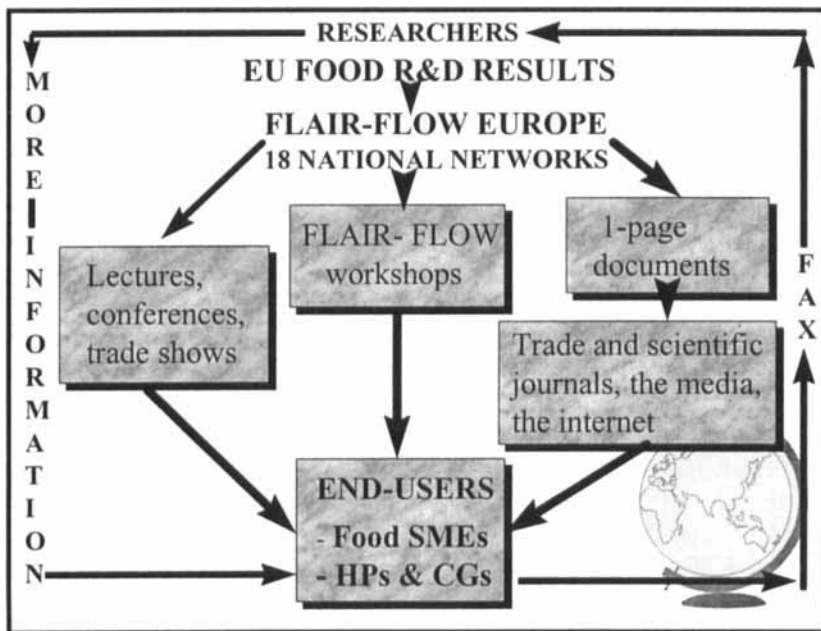 RESEARCHERS
EU FOOD R&D RESULTS
FLAIR-FLOW EUROPE
18 NATIONAL NETWORKS
MORE INFORMATION
Lectures,
conferences,
trade shows
FLAIR- FLOW
workshops
1-page
documents
Trade and scientific
journals, the media,
the internet
FAX
END-USERS
- Food SMEs
- HPs & CGs